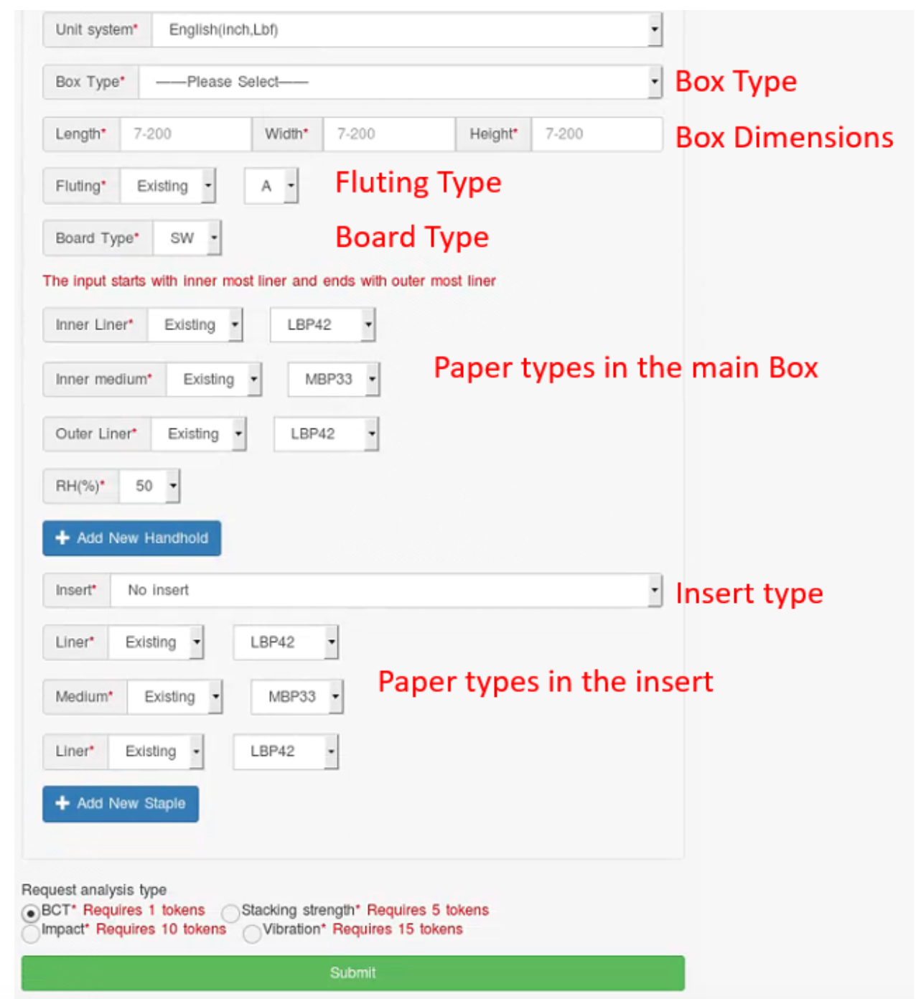 Unit system* English(inch,Lbf)
Box Type* ——Please Select—— Box Type
Length* 7-200 Width* 7-200 Height* 7-200 Box Dimensions
Fluting* Existing A Fluting Type
Board Type* SW Board Type
The input starts with inner most liner and ends with outer most liner
Inner Liner* Existing LBP42
Paper types in the main Box
Inner medium* Existing MBP33
Outer Liner* Existing LBP42
RH(%)* 50
+ Add New Handhold
Insert* No insert Insert type
Liner* Existing LBP42
Paper types in the insert
Medium* Existing MBP33
Liner* Existing LBP42
+ Add New Staple
Request analysis type
BCT* Requires 1 tokens Stacking strength* Requires 5 tokens
Impact* Requires 10 tokens Vibration* Requires 15 tokens
Submit